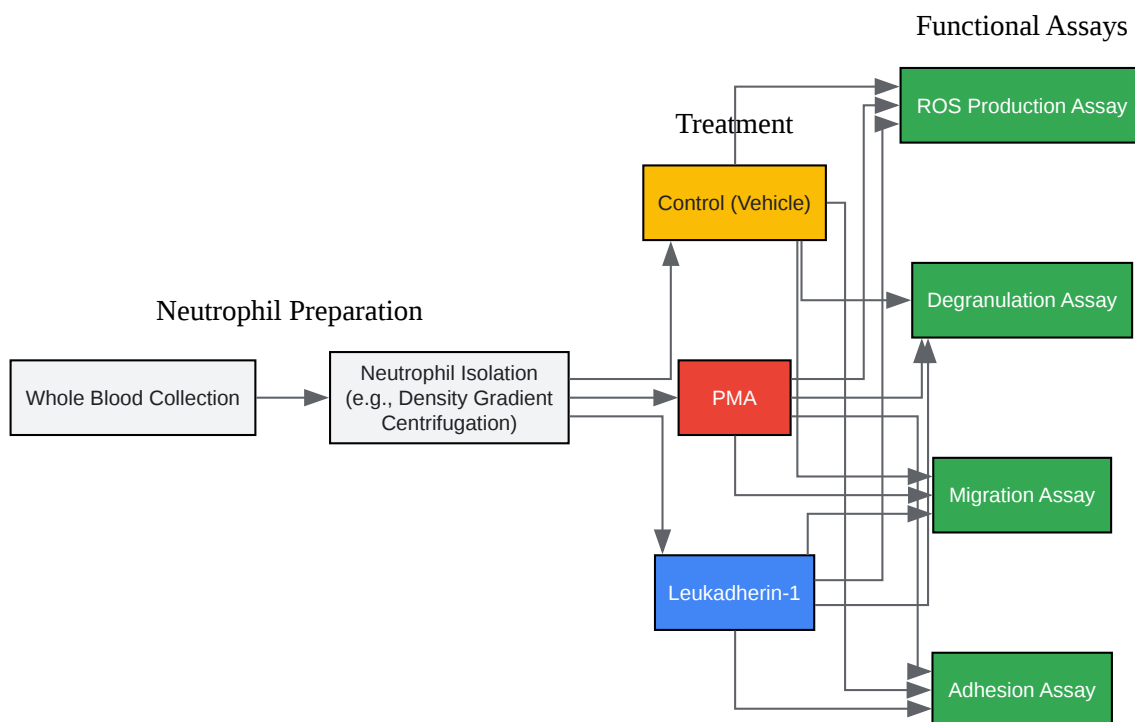 Functional Assays
ROS Production Assay
Treatment
Control (Vehicle)
Degranulation Assay
Neutrophil Preparation
Whole Blood Collection
Neutrophil Isolation
(e.g., Density Gradient
Centrifugation)
PMA
Migration Assay
Leukadherin-1
Adhesion Assay